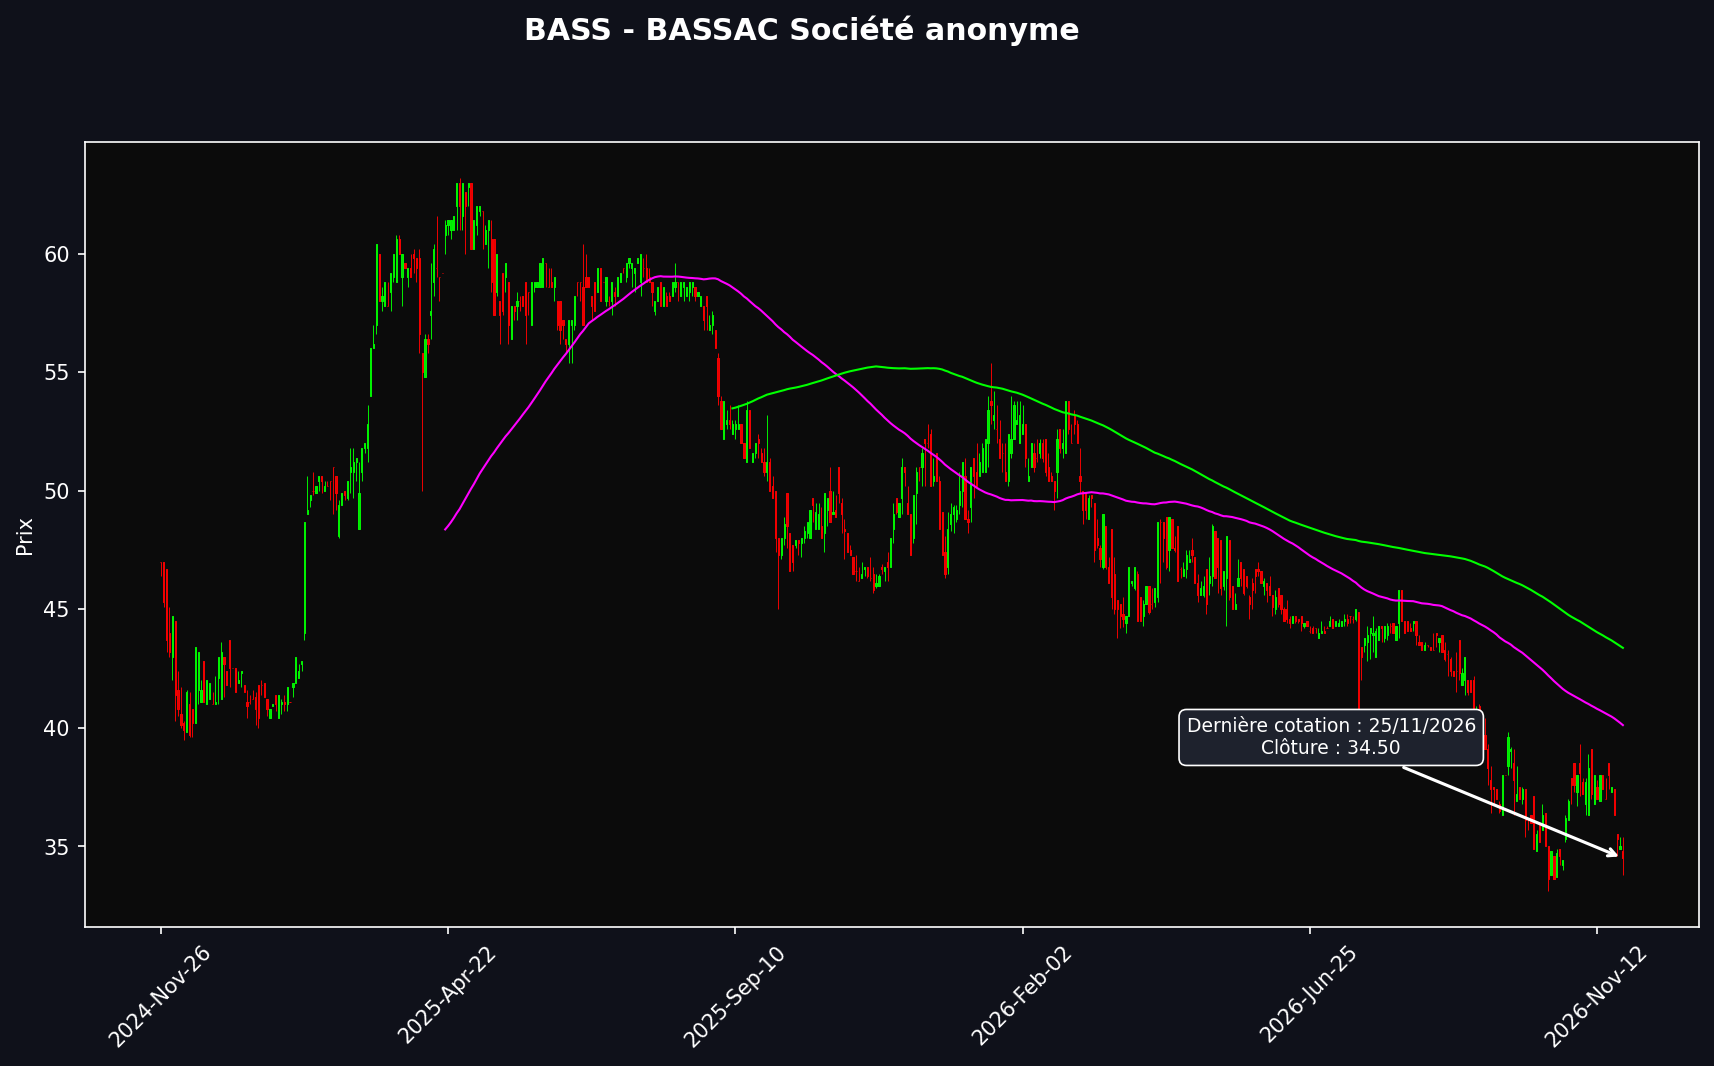 BASS - BASSAC Société anonyme
Prix
60
55
50
45
40
35
Dernière cotation : 25/11/2026
Clôture : 34.50
2024-Nov-26
2025-Apr-22
2025-Sep-10
2026-Feb-02
2026-Jun-25
2026-Nov-12